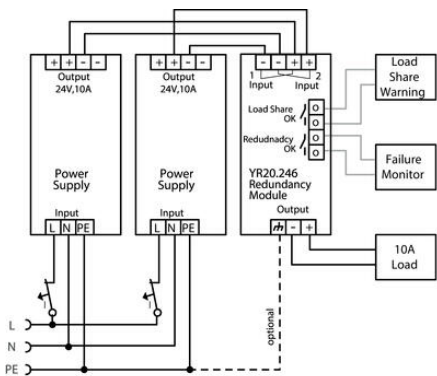 + + - -
Output
24V,10A
Power
Supply
Input
L N PE
+ + - -
Output
24V,10A
Power
Supply
Input
L N PE
- - + +
1 2
Input Input
Load Share
OK
Redudnadcy
OK
YR20.246
Redundancy
Module
Output
- +
Load
Share
Warning
Failure
Monitor
10A
Load
I
I
L
N
PE
optional